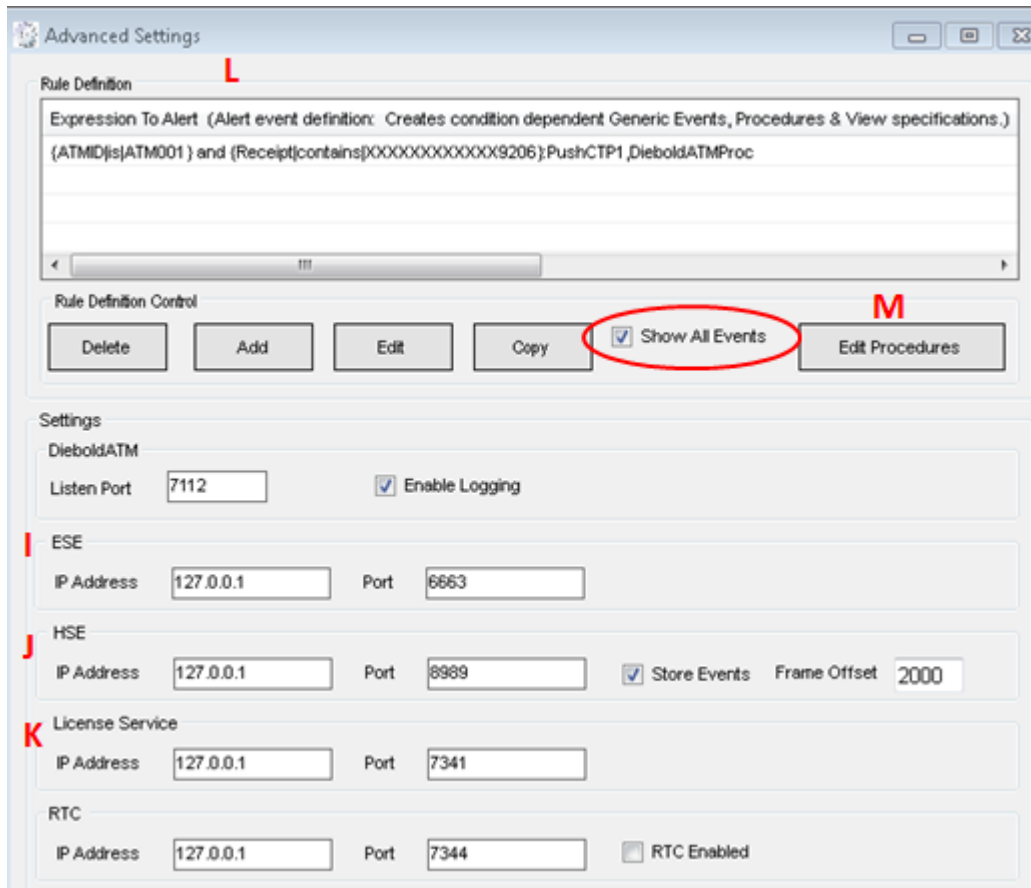 Advanced Settings
L
Rule Definition
Expression To Alert (Alert event definition: Creates condition dependent Generic Events, Procedures & View specifications.)
{ATMID|is|ATM001} and {Receipt|contains|XXXXXXXXXXXX9206}:PushCTP1,DieboldATMProc
Rule Definition Control
M
Delete Add Edit Copy Show All Events Edit Procedures
Settings
DieboldATM
Listen Port 7112 Enable Logging
I ESE
IP Address 127.0.0.1 Port 6663
J HSE
IP Address 127.0.0.1 Port 8989 Store Events Frame Offset 2000
K License Service
IP Address 127.0.0.1 Port 7341
RTC
IP Address 127.0.0.1 Port 7344 RTC Enabled